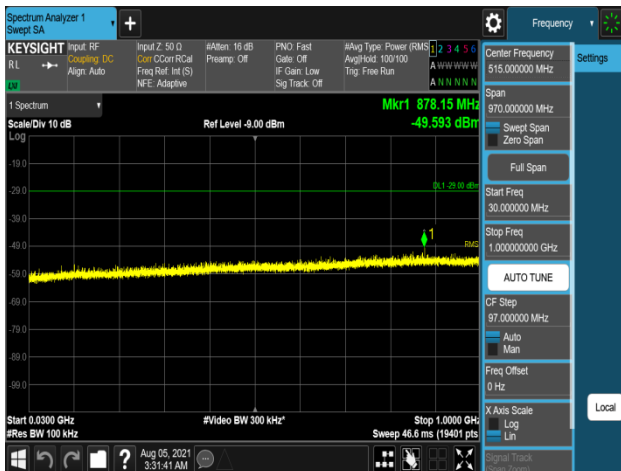 Spectrum Analyzer 1
Swept SA
+
Frequency
KEYSIGHT
RL
LXI
Input: RF
Coupling: DC
Align: Auto
Input Z: 50 Ω
Corr CCorr RCal
Freq Ref: Int (S)
NFE: Adaptive
#Atten: 16 dB
Preamp: Off
PNO: Fast
Gate: Off
IF Gain: Low
Sig Track: Off
#Avg Type: Power (RMS
Avg|Hold: 100/100
Trig: Free Run
1 2 3 4 5 6
A W W W W W
A N N N N N
1 Spectrum
Mkr1 878.15 MHz
Scale/Div 10 dB
Ref Level -9.00 dBm
-49.593 dBm
Log
-19.0
-29.0
DL1 -29.00 dBm
-39.0
1
-49.0
RMS
-59.0
-69.0
-79.0
-89.0
-99.0
Start 0.0300 GHz
#Video BW 300 kHz*
Stop 1.0000 GHz
#Res BW 100 kHz
Sweep 46.6 ms (19401 pts
?
Aug 05, 2021
3:31:41 AM
Center Frequency
515.000000 MHz
Settings
Span
970.000000 MHz
Swept Span
Zero Span
Full Span
Start Freq
30.000000 MHz
Stop Freq
1.000000000 GHz
AUTO TUNE
CF Step
97.000000 MHz
Auto
Man
Freq Offset
0 Hz
X Axis Scale
Log
Lin
Local
Signal Track
(Span Zoom)